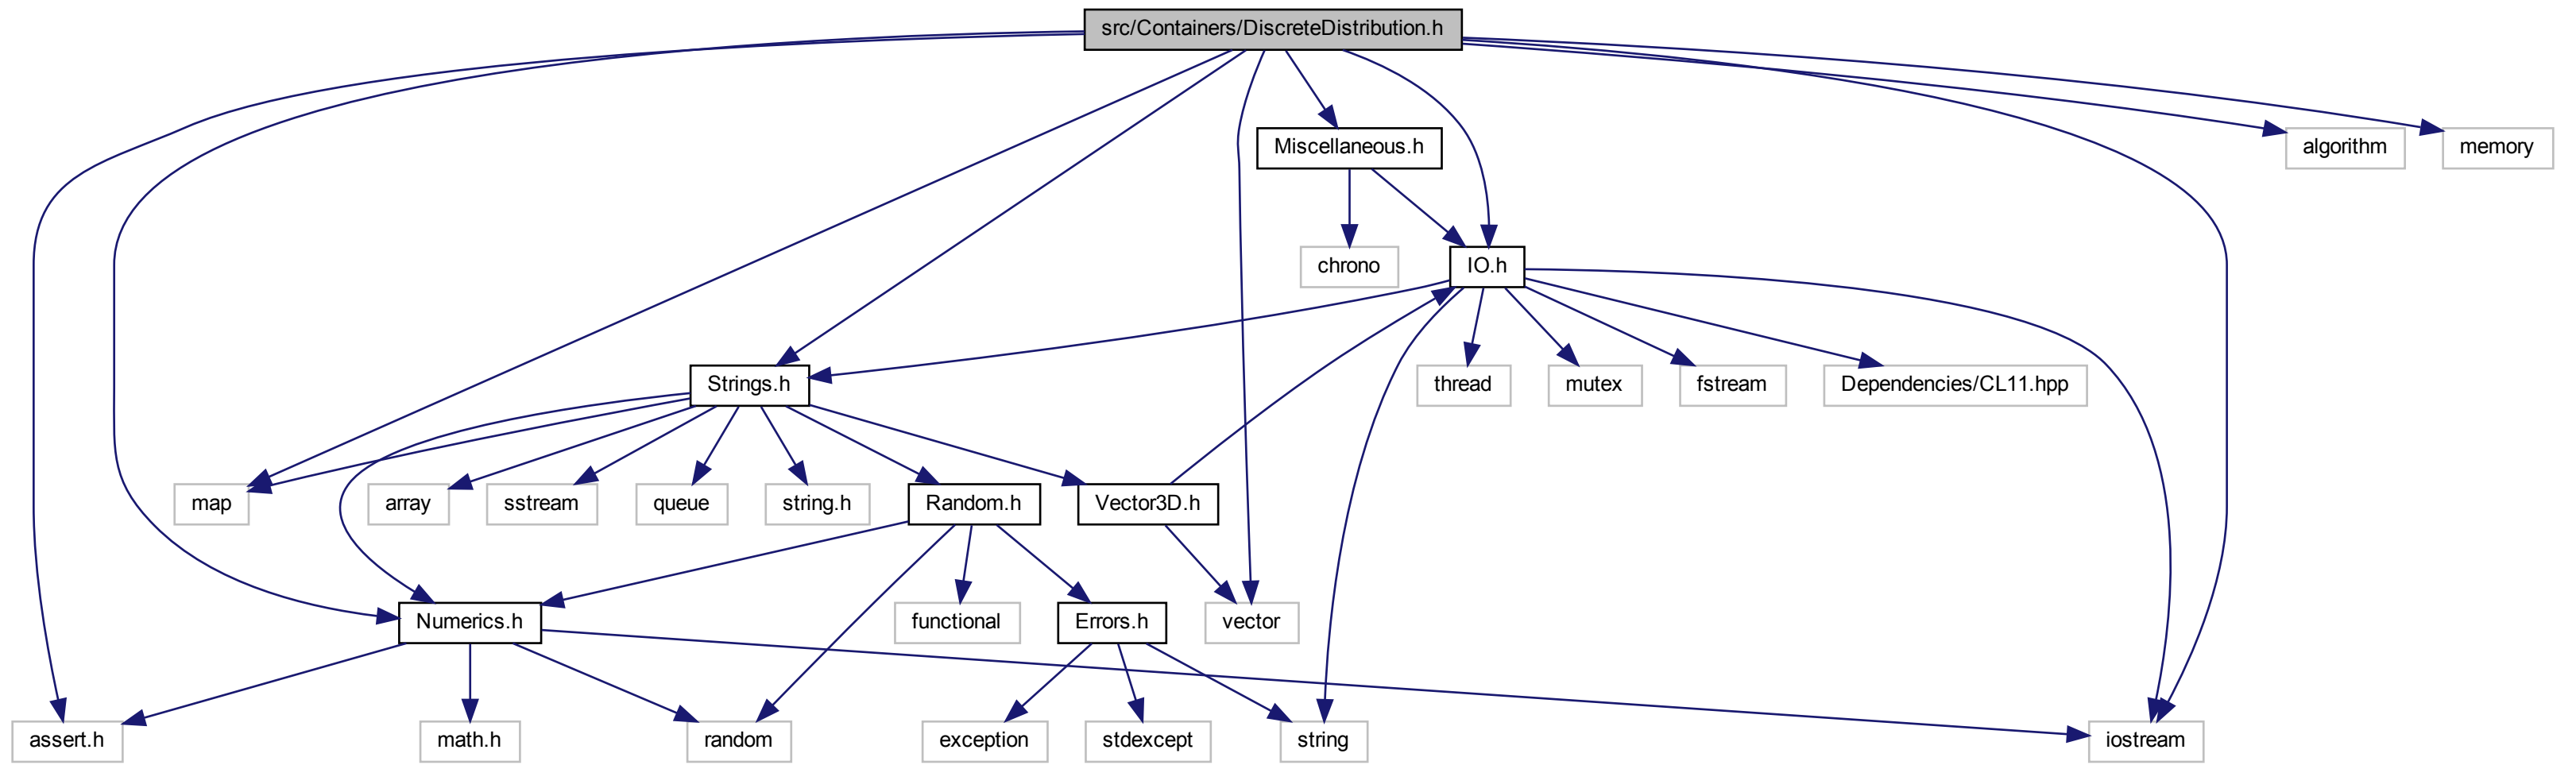 src/Containers/DiscreteDistribution.h
Miscellaneous.h
algorithm
memory
chrono
IO.h
Strings.h
thread
mutex
fstream
Dependencies/CL11.hpp
map
array
sstream
queue
string.h
Random.h
Vector3D.h
Numerics.h
functional
Errors.h
vector
assert.h
math.h
random
exception
stdexcept
string
iostream